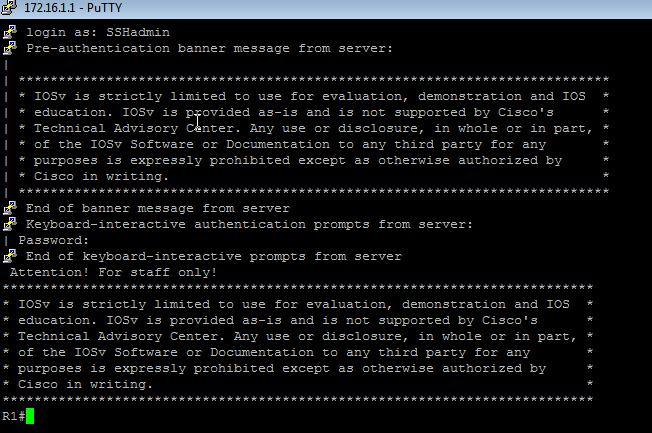 172.16.1.1 - PuTTY
login as: SSHadmin
Pre-authentication banner message from server:
|
| **************************************************************************
| * IOSv is strictly limited to use for evaluation, demonstration and IOS  *
| * education. IOSv is provided as-is and is not supported by Cisco's      *
| * Technical Advisory Center. Any use or disclosure, in whole or in part, *
| * of the IOSv Software or Documentation to any third party for any       *
| * purposes is expressly prohibited except as otherwise authorized by     *
| * Cisco in writing.                                                      *
| **************************************************************************
End of banner message from server
Keyboard-interactive authentication prompts from server:
| Password:
End of keyboard-interactive prompts from server
Attention! For staff only!
**************************************************************************
* IOSv is strictly limited to use for evaluation, demonstration and IOS  *
* education. IOSv is provided as-is and is not supported by Cisco's      *
* Technical Advisory Center. Any use or disclosure, in whole or in part, *
* of the IOSv Software or Documentation to any third party for any       *
* purposes is expressly prohibited except as otherwise authorized by     *
* Cisco in writing.                                                      *
**************************************************************************
R1#